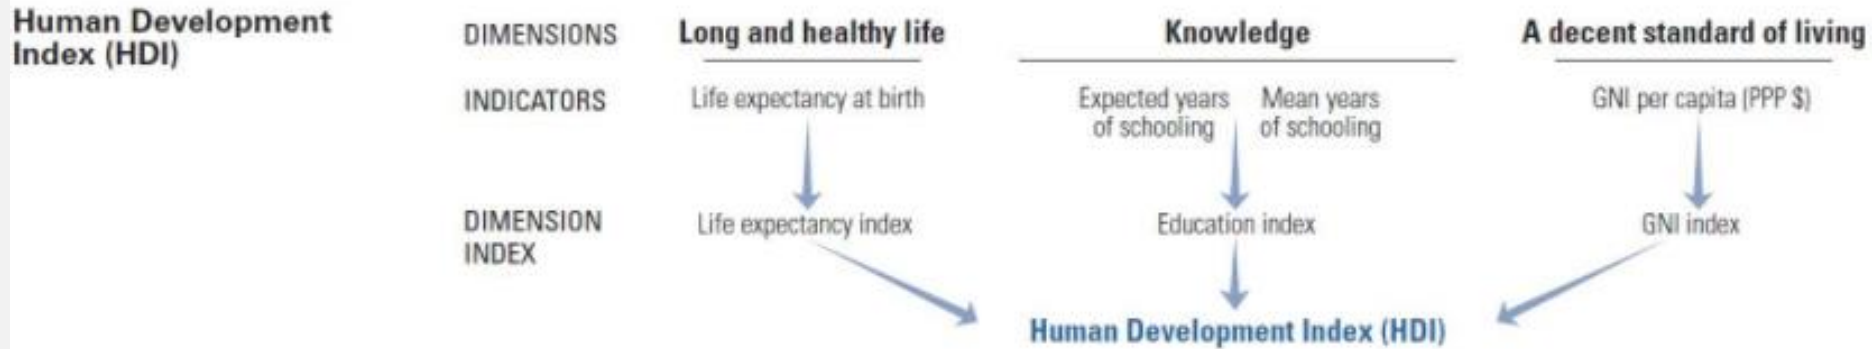 Human Development
Index (HDI)
DIMENSIONS
Long and healthy life
Knowledge
A decent standard of living
INDICATORS
Life expectancy at birth
Expected years
of schooling
Mean years
of schooling
GNI per capita (PPP $)
DIMENSION
INDEX
Life expectancy index
Education index
GNI index
Human Development Index (HDI)